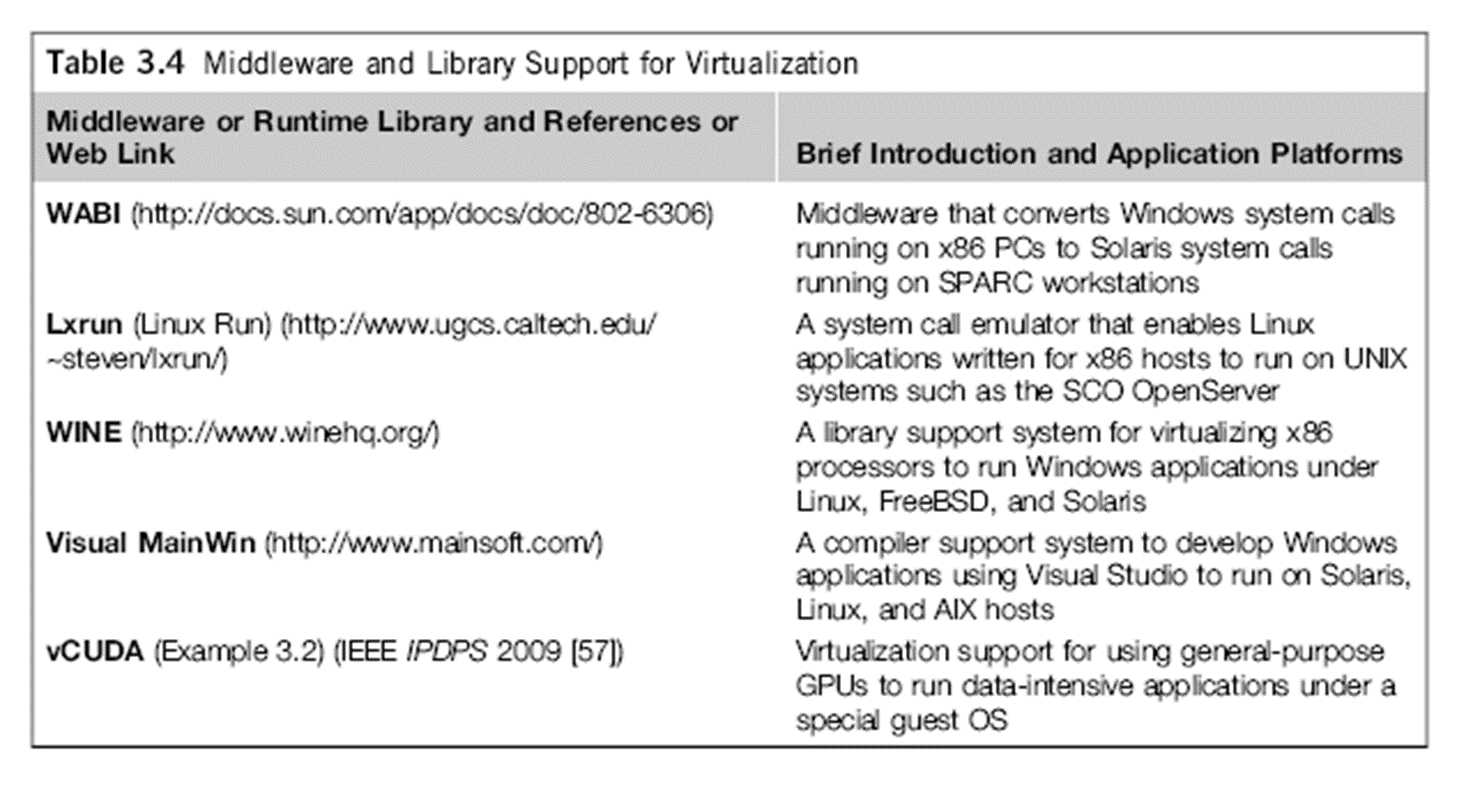 Table 3.4 Middleware and Library Support for Virtualization
Middleware or Runtime Library and References or
Web Link
Brief Introduction and Application Platforms
WABI (http://docs.sun.com/app/docs/doc/802-6306)
Middleware that converts Windows system calls
running on x86 PCs to Solaris system calls
running on SPARC workstations
Lxrun (Linux Run) (http://www.ugcs.caltech.edu/
~steven/lxrun/)
A system call emulator that enables Linux
applications written for x86 hosts to run on UNIX
systems such as the SCO OpenServer
WINE (http://www.winehq.org/)
A library support system for virtualizing x86
processors to run Windows applications under
Linux, FreeBSD, and Solaris
Visual MainWin (http://www.mainsoft.com/)
A compiler support system to develop Windows
applications using Visual Studio to run on Solaris,
Linux, and AIX hosts
vCUDA (Example 3.2) (IEEE IPDPS 2009 [57])
Virtualization support for using general-purpose
GPUs to run data-intensive applications under a
special guest OS